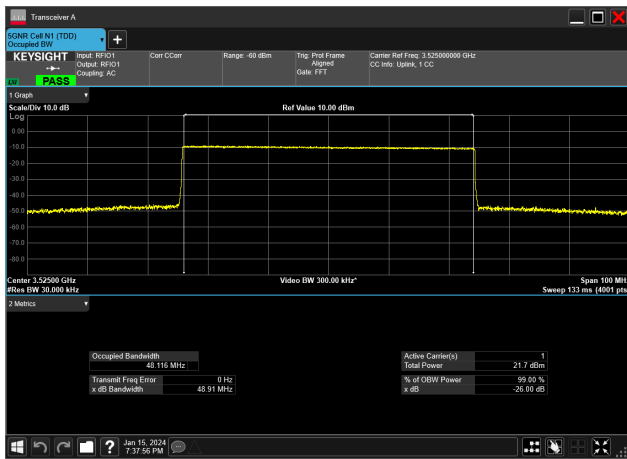 Transceiver A
5GNR Cell N1 (TDD)
Occupied BW
KEYSIGHT
LXI
PASS
Input: RFIO1
Output: RFIO1
Coupling: AC
Corr CCorr
Range: -60 dBm
Trig: Prot Frame
Aligned
Gate: FFT
Carrier Ref Freq: 3.525000000 GHz
CC Info: Uplink, 1 CC
1 Graph
Scale/Div 10.0 dB
Ref Value 10.00 dBm
Log
0.00
-10.0
-20.0
-30.0
-40.0
-50.0
-60.0
-70.0
-80.0
Center 3.52500 GHz
Video BW 300.00 kHz*
Span 100 MH
#Res BW 30.000 kHz
Sweep 133 ms (4001 pts
2 Metrics
Occupied Bandwidth
48.116 MHz
Transmit Freq Error 0 Hz
x dB Bandwidth 48.91 MHz
Active Carrier(s) 1
Total Power 21.7 dBm
% of OBW Power 99.00 %
x dB -26.00 dB
?
Jan 15, 2024
7:37:56 PM